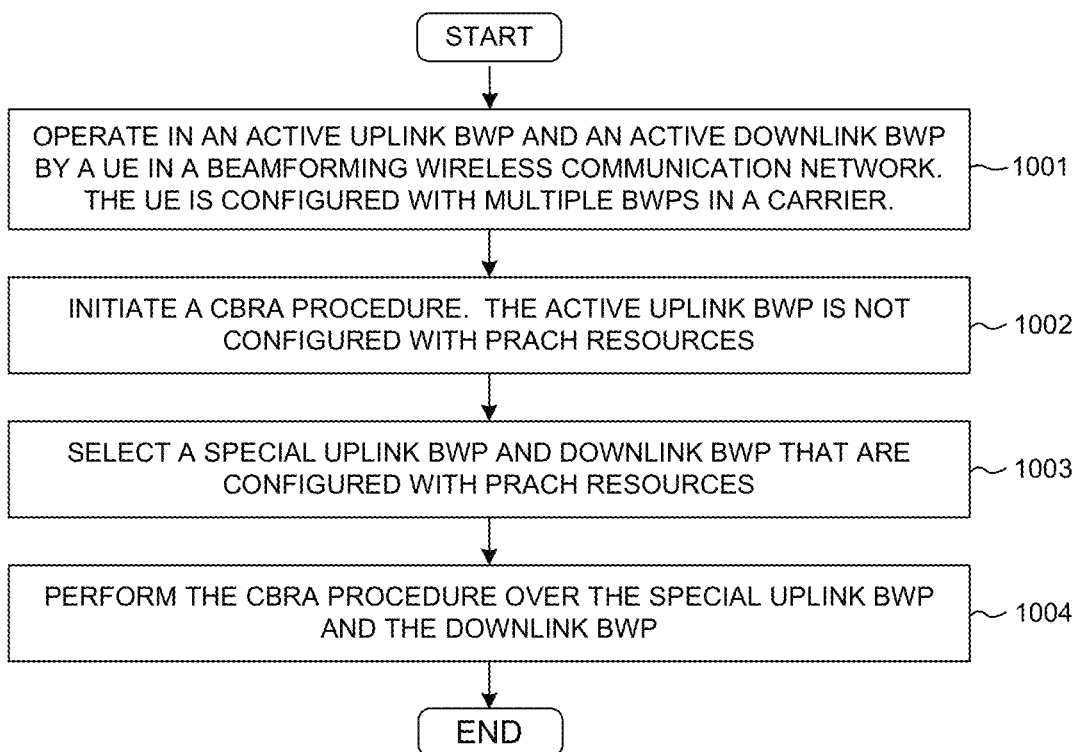 START
OPERATE IN AN ACTIVE UPLINK BWP AND AN ACTIVE DOWNLINK BWP
BY A UE IN A BEAMFORMING WIRELESS COMMUNICATION NETWORK.
THE UE IS CONFIGURED WITH MULTIPLE BWPS IN A CARRIER.
1001
INITIATE A CBRA PROCEDURE. THE ACTIVE UPLINK BWP IS NOT
CONFIGURED WITH PRACH RESOURCES
1002
SELECT A SPECIAL UPLINK BWP AND DOWNLINK BWP THAT ARE
CONFIGURED WITH PRACH RESOURCES
1003
PERFORM THE CBRA PROCEDURE OVER THE SPECIAL UPLINK BWP
AND THE DOWNLINK BWP
1004
END